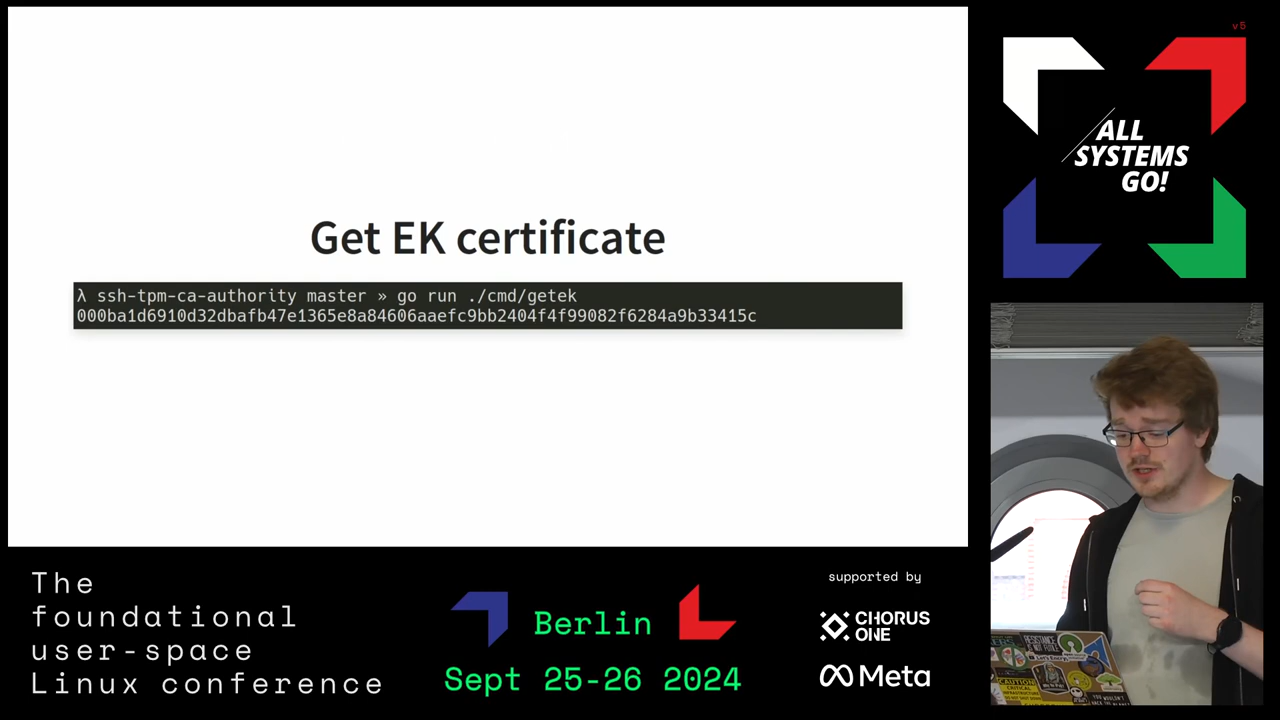 Get EK certificate
λ ssh-tpm-ca-authority master » go run ./cmd/getek
000ba1d6910d32dbafb47e1365e8a84606aaefc9bb2404f4f99082f6284a9b33415c
v5
ALL
SYSTEMS
GO!
The
foundational
user-space
Linux conference
Berlin
Sept 25-26 2024
supported by
CHORUS
ONE
Meta
CAUTION